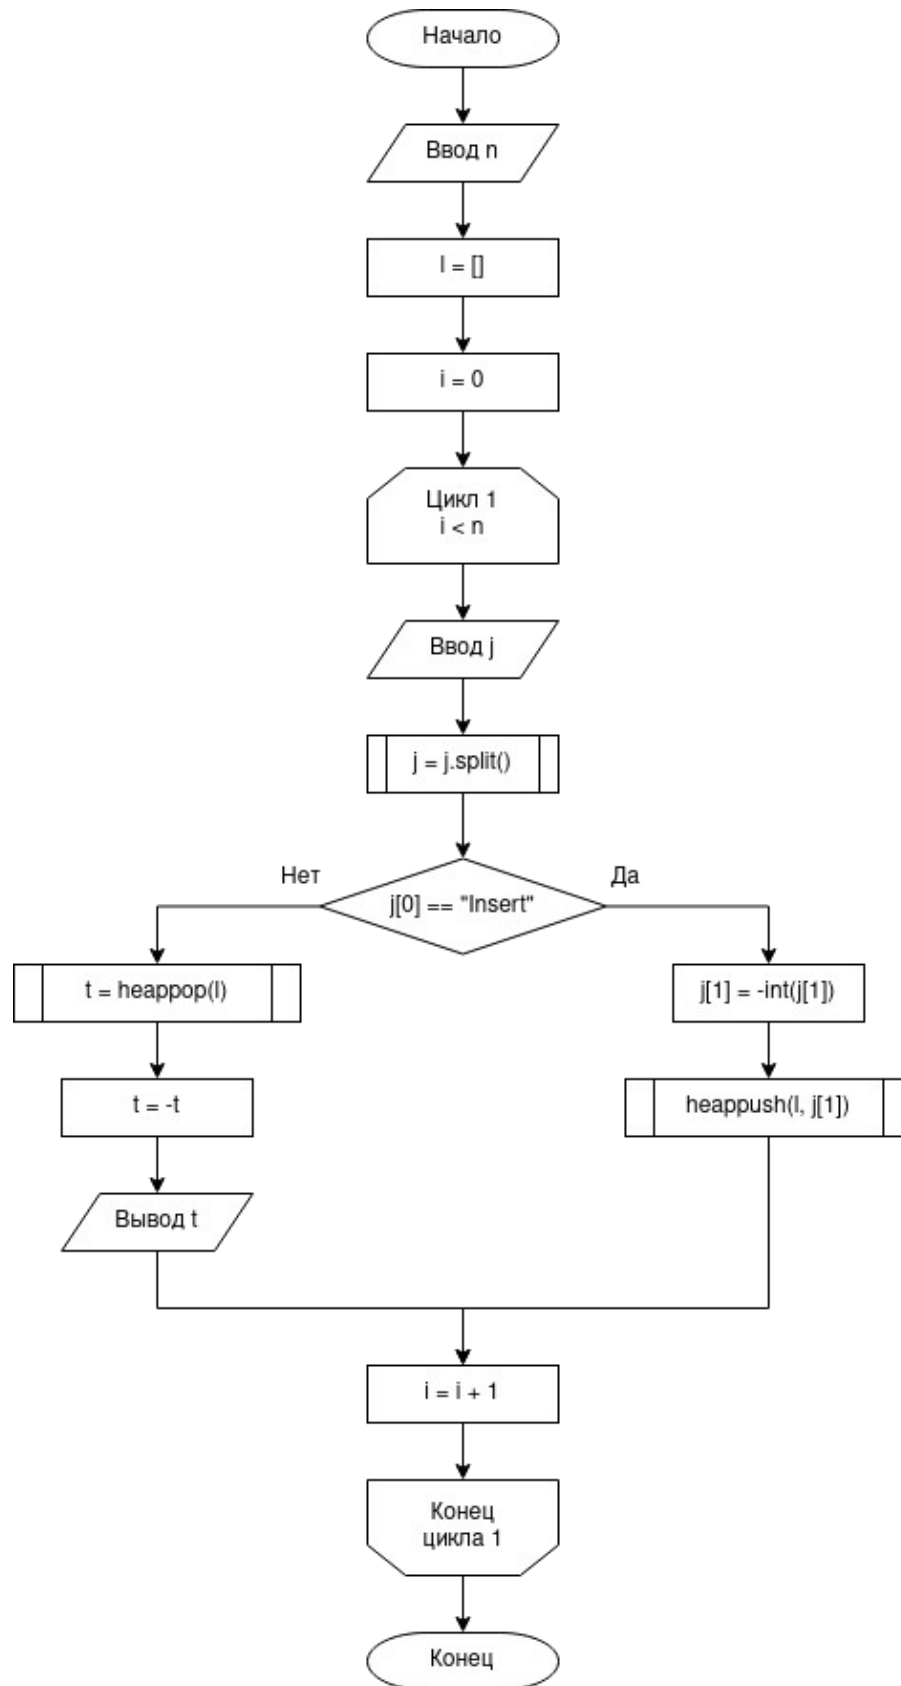 Начало
Ввод n
l = []
i = 0
Цикл 1
i < n
Ввод j
j = j.split()
Нет
Да
j[0] == "Insert"
t = heappop(l)
j[1] = -int(j[1])
t = -t
heappush(l, j[1])
Вывод t
i = i + 1
Конец
цикла 1
Конец